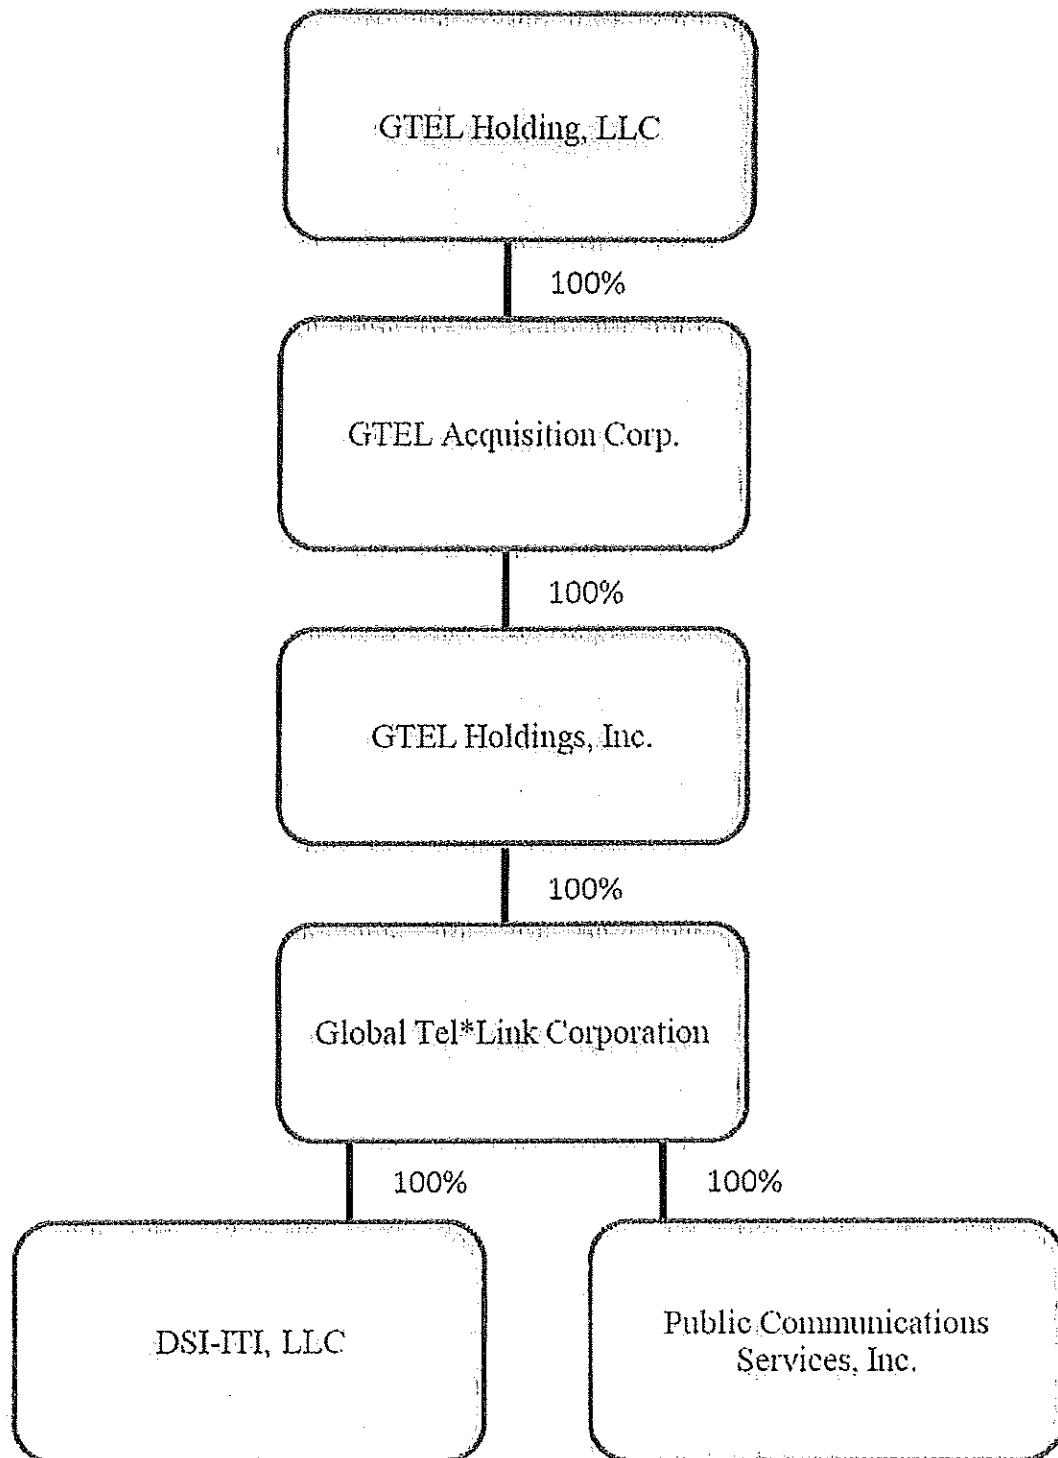 GTEL Holding, LLC
100%
GTEL Acquisition Corp.
100%
GTEL Holdings, Inc.
100%
Global Tel*Link Corporation
100%
100%
DSI-ITI, LLC
Public Communications
Services, Inc.